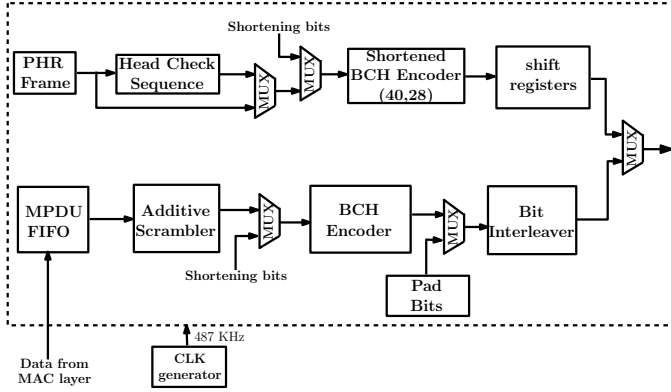 Shortening bits
PHR
Frame
Head Check
Sequence
MUX
MUX
Shortened
BCH Encoder
(40,28)
shift
registers
MUX
MPDU
FIFO
Additive
Scrambler
MUX
Shortening bits
BCH
Encoder
MUX
Pad
Bits
Bit
Interleaver
487 KHz
CLK
generator
Data from
MAC layer